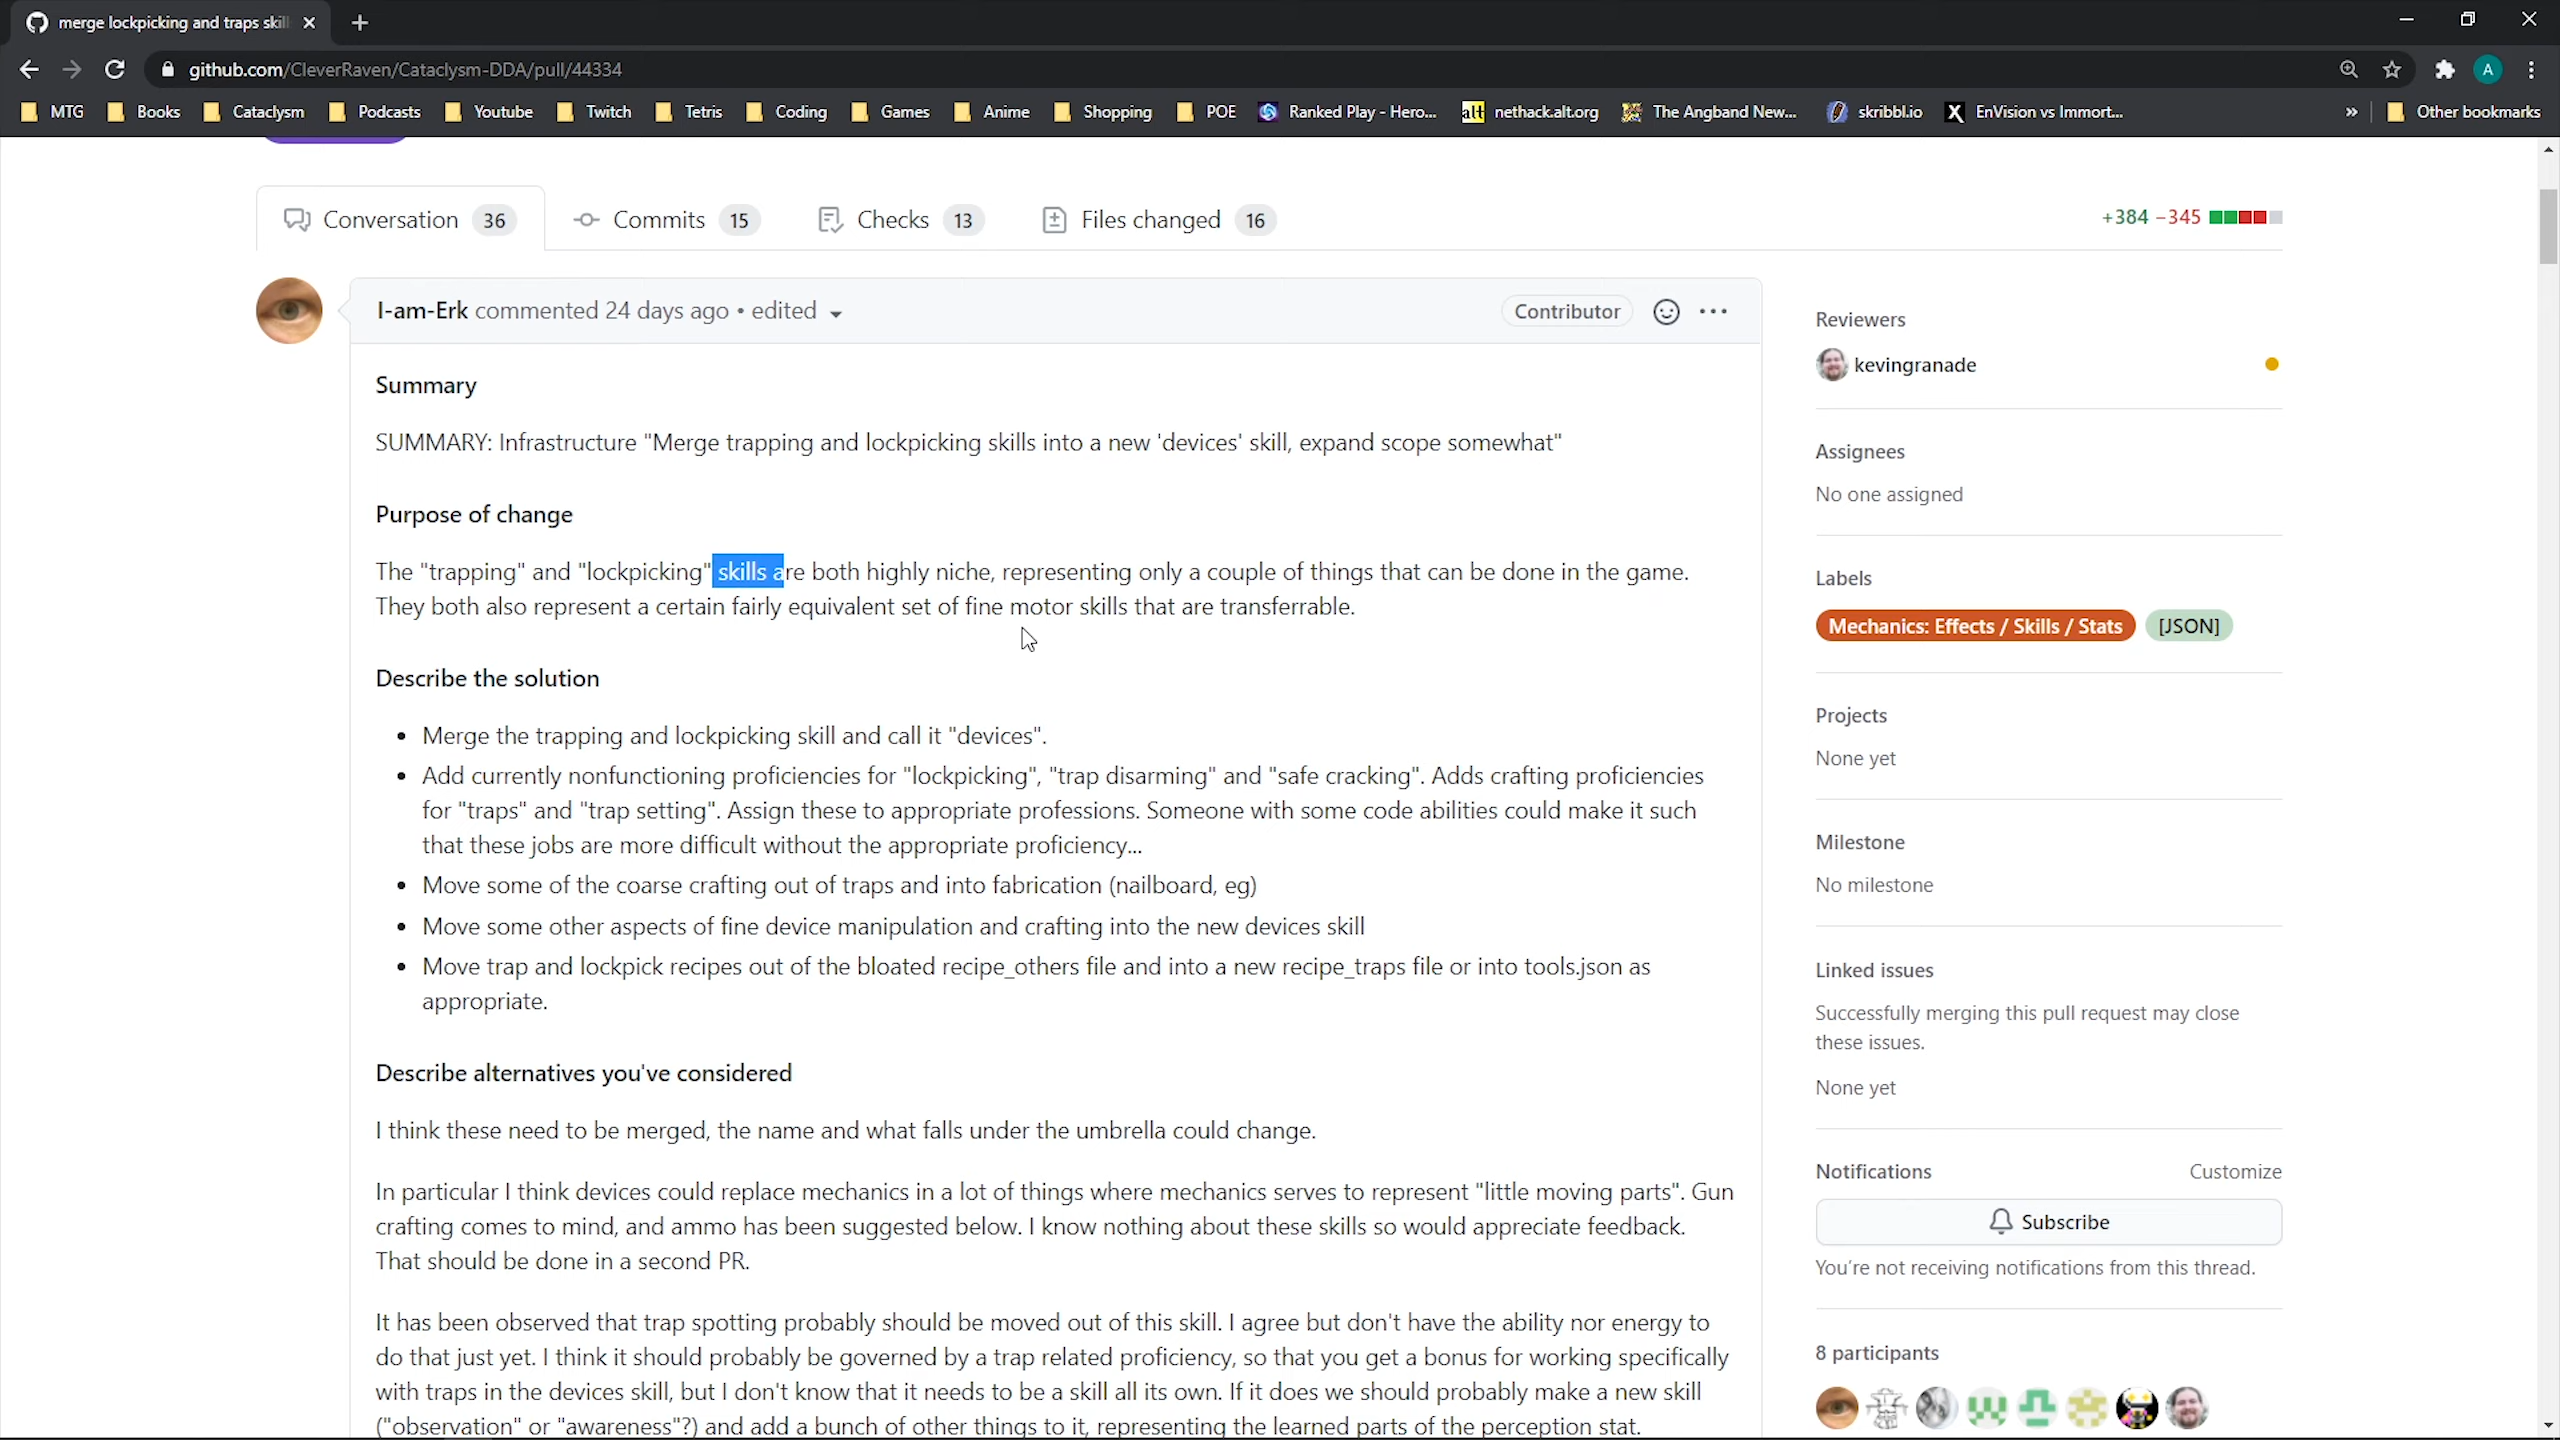 merge lockpicking and traps skil
github.com/CleverRaven/Cataclysm-DDA/pull/44334
A
MTG Books Cataclysm Podcasts Youtube Twitch Tetris Coding Games Anime Shopping POE Ranked Play - Hero... alt nethack.alt.org The Angband New... skribbl.io X EnVision vs Immort... » Other bookmarks
Conversation 36 Commits 15 Checks 13 Files changed 16 +384 −345
I-am-Erk commented 24 days ago • edited Contributor
Summary
SUMMARY: Infrastructure "Merge trapping and lockpicking skills into a new 'devices' skill, expand scope somewhat"
Purpose of change
The "trapping" and "lockpicking" skills are both highly niche, representing only a couple of things that can be done in the game.
They both also represent a certain fairly equivalent set of fine motor skills that are transferrable.
Describe the solution
• Merge the trapping and lockpicking skill and call it "devices".
• Add currently nonfunctioning proficiencies for "lockpicking", "trap disarming" and "safe cracking". Adds crafting proficiencies
for "traps" and "trap setting". Assign these to appropriate professions. Someone with some code abilities could make it such
that these jobs are more difficult without the appropriate proficiency...
• Move some of the coarse crafting out of traps and into fabrication (nailboard, eg)
• Move some other aspects of fine device manipulation and crafting into the new devices skill
• Move trap and lockpick recipes out of the bloated recipe_others file and into a new recipe_traps file or into tools.json as
appropriate.
Describe alternatives you've considered
I think these need to be merged, the name and what falls under the umbrella could change.
In particular I think devices could replace mechanics in a lot of things where mechanics serves to represent "little moving parts". Gun
crafting comes to mind, and ammo has been suggested below. I know nothing about these skills so would appreciate feedback.
That should be done in a second PR.
It has been observed that trap spotting probably should be moved out of this skill. I agree but don't have the ability nor energy to
do that just yet. I think it should probably be governed by a trap related proficiency, so that you get a bonus for working specifically
with traps in the devices skill, but I don't know that it needs to be a skill all its own. If it does we should probably make a new skill
("observation" or "awareness"?) and add a bunch of other things to it, representing the learned parts of the perception stat.
Reviewers
kevingranade
Assignees
No one assigned
Labels
Mechanics: Effects / Skills / Stats [JSON]
Projects
None yet
Milestone
No milestone
Linked issues
Successfully merging this pull request may close
these issues.
None yet
Notifications Customize
Subscribe
You're not receiving notifications from this thread.
8 participants